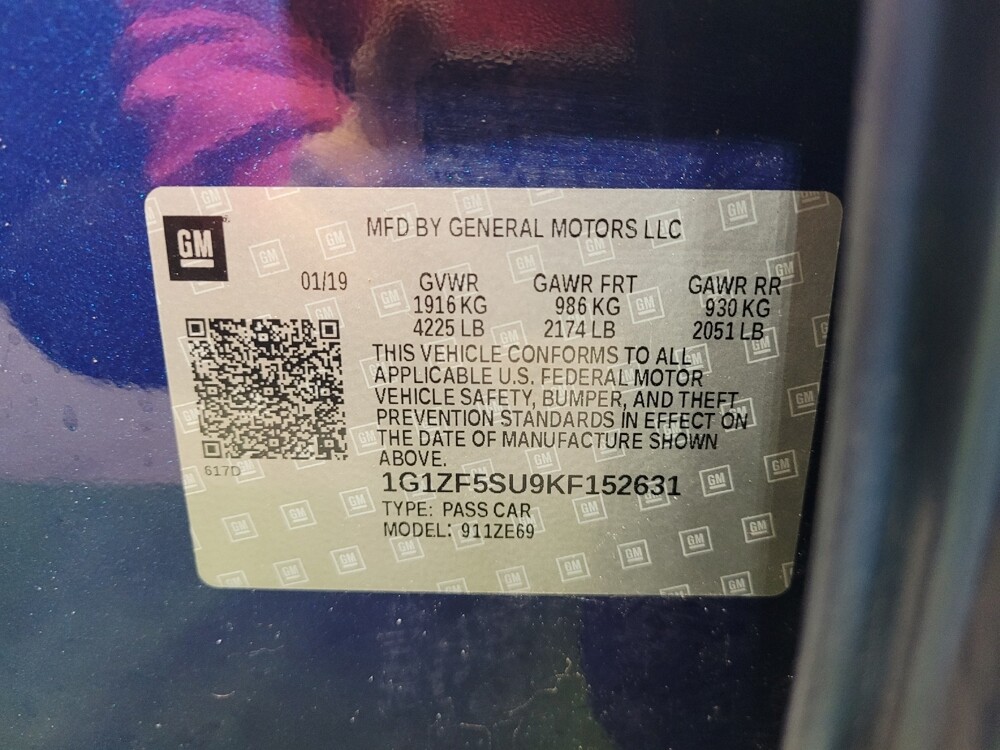 GM
MFD BY GENERAL MOTORS LLC
01/19 GVWR GAWR FRT GAWR RR
1916 KG 986 KG 930 KG
4225 LB 2174 LB 2051 LB
THIS VEHICLE CONFORMS TO ALL
APPLICABLE U.S. FEDERAL MOTOR
VEHICLE SAFETY, BUMPER, AND THEFT
PREVENTION STANDARDS IN EFFECT ON
THE DATE OF MANUFACTURE SHOWN
ABOVE.
617D
1G1ZF5SU9KF152631
TYPE: PASS CAR
MODEL: 911ZE69